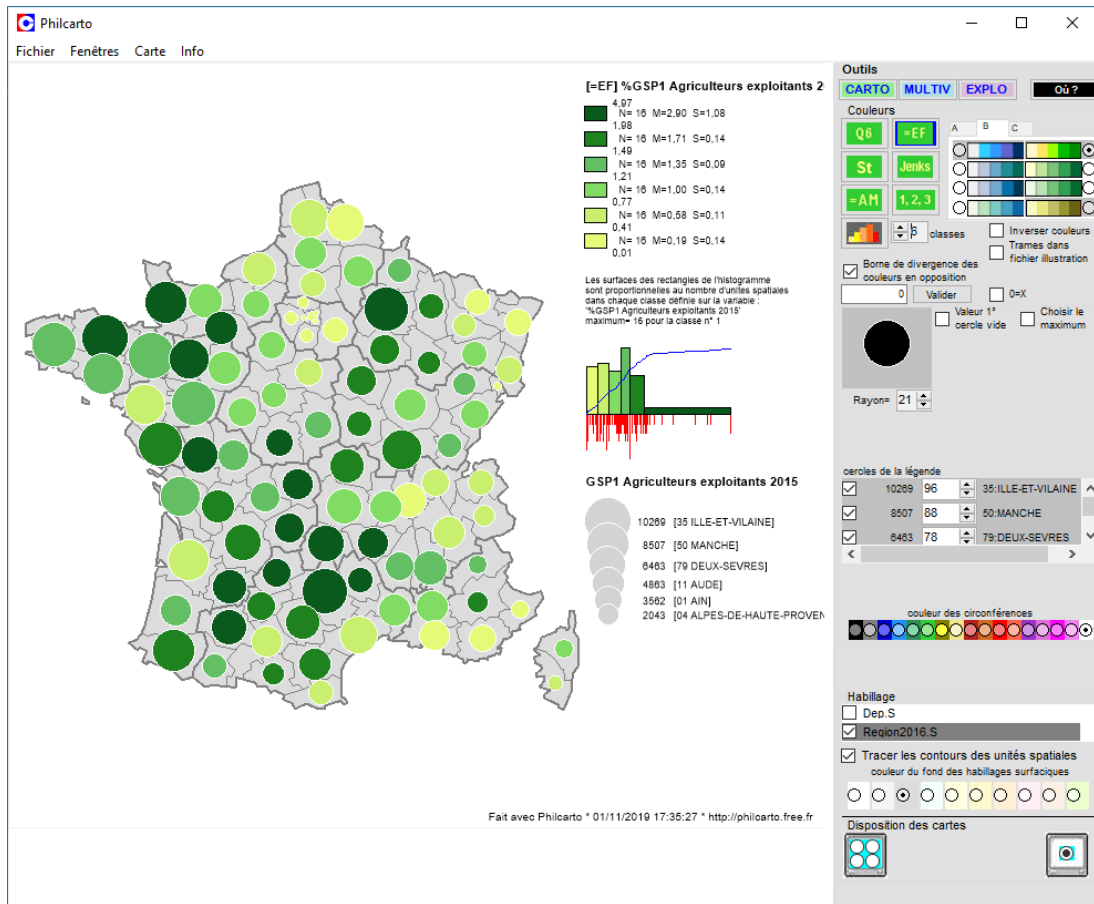 Philcarto
Fichier Fenêtres Carte Info
[=EF] %GSP1 Agriculteurs exploitants 2
4,97
N= 16 M=2,90 S=1,08
1,98
N= 16 M=1,71 S=0,14
1,49
N= 16 M=1,35 S=0,09
1,21
N= 16 M=1,00 S=0,14
0,77
N= 16 M=0,58 S=0,11
0,41
N= 16 M=0,19 S=0,14
0,01
Les surfaces des rectangles de l'histogramme
sont proportionnelles au nombre d'unites spatiales
dans chaque classe définie sur la variable :
'%GSP1 Agriculteurs exploitants 2015'
maximum= 16 pour la classe n° 1
GSP1 Agriculteurs exploitants 2015
10269 [35 ILLE-ET-VILAINE]
8507 [50 MANCHE]
6463 [79 DEUX-SEVRES]
4863 [11 AUDE]
3562 [01 AIN]
2043 [04 ALPES-DE-HAUTE-PROVEN
Fait avec Philcarto * 01/11/2019 17:35:27 * http://philcarto.free.fr
Outils
CARTO MULTIV EXPLO Où ?
Couleurs
Q6 =EF
A B C
St Jenks
=AM 1,2,3
6 classes
Inverser couleurs
Trames dans
fichier illustration
Borne de divergence des
couleurs en opposition
0 Valider 0=X
Valeur 1°
cercle vide
Choisir le
maximum
Rayon= 21
cercles de la légende
10269 96 35:ILLE-ET-VILAINE
8507 88 50:MANCHE
6463 78 79:DEUX-SEVRES
couleur des circonférences
Habillage
Dep.S
Region2016.S
Tracer les contours des unités spatiales
couleur du fond des habillages surfaciques
Disposition des cartes